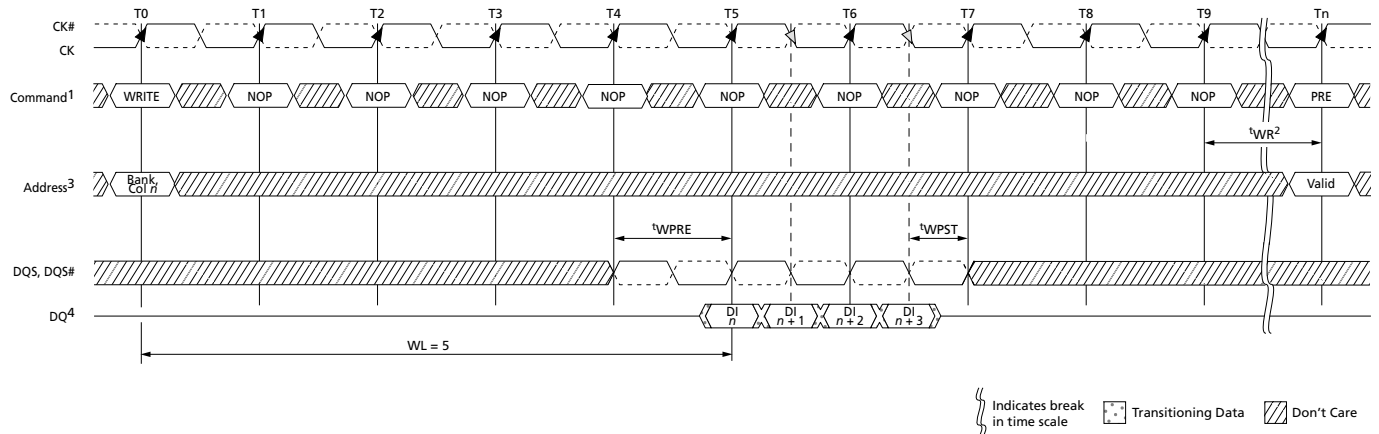 T0 T1 T2 T3 T4 T5 T6 T7 T8 T9 Tn
CK#
CK
Command1 WRITE NOP NOP NOP NOP NOP NOP NOP NOP NOP PRE
tWR2
Address3 Bank, Col n Valid
tWPRE tWPST
DQS, DQS#
DQ4 DI n DI n + 1 DI n + 2 DI n + 3
WL = 5
Indicates break in time scale
Transitioning Data
Don't Care